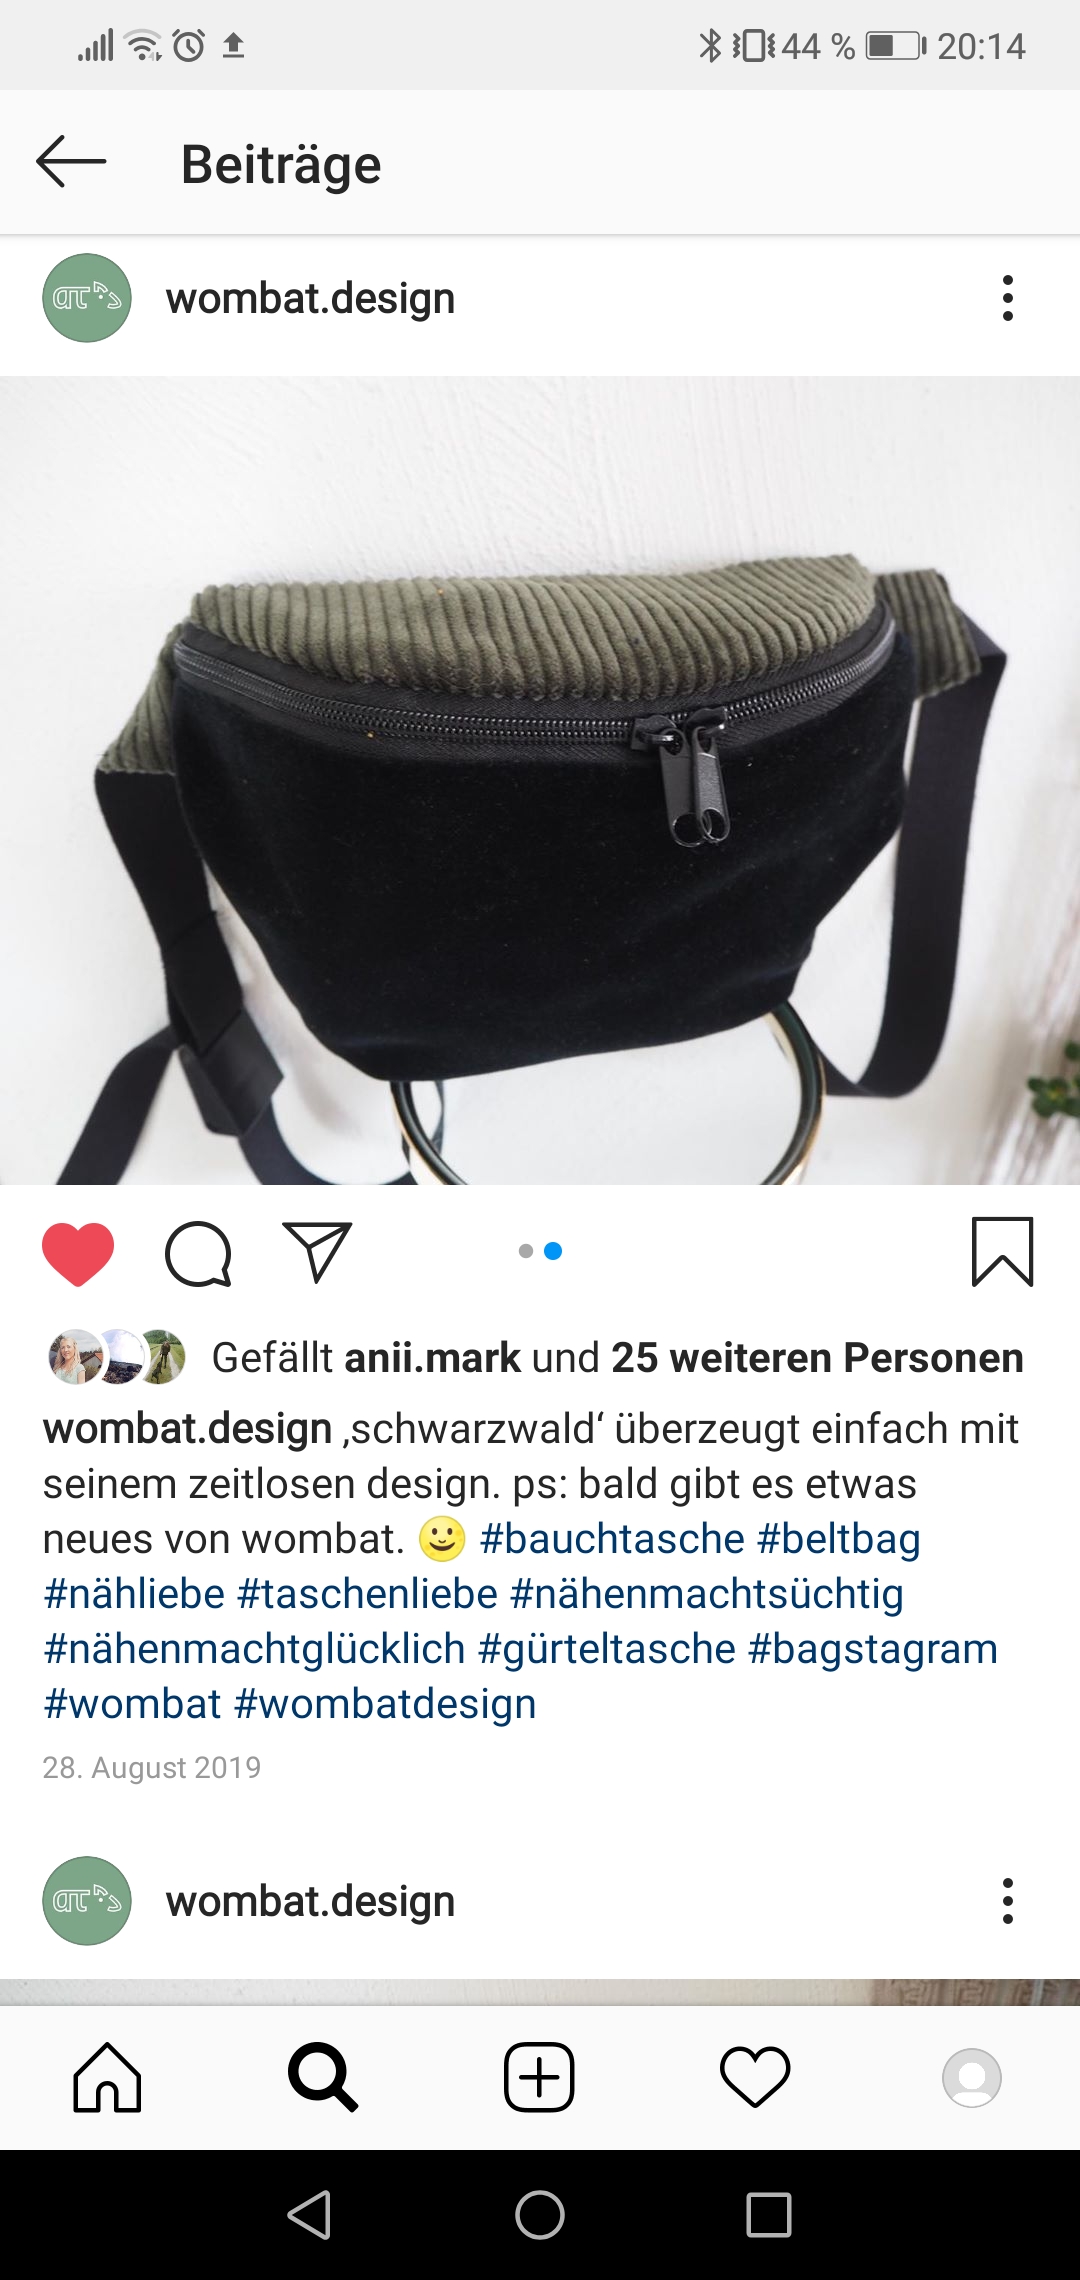 44 % 20:14
Beiträge
wombat.design
Gefällt anii.mark und 25 weiteren Personen
wombat.design ‚schwarzwald‘ überzeugt einfach mit
seinem zeitlosen design. ps: bald gibt es etwas
neues von wombat. 🌝 #bauchtasche #beltbag
#nähliebe #taschenliebe #nähenmachtsüchtig
#nähenmachtglücklich #gürteltasche #bagstagram
#wombat #wombatdesign
28. August 2019
wombat.design